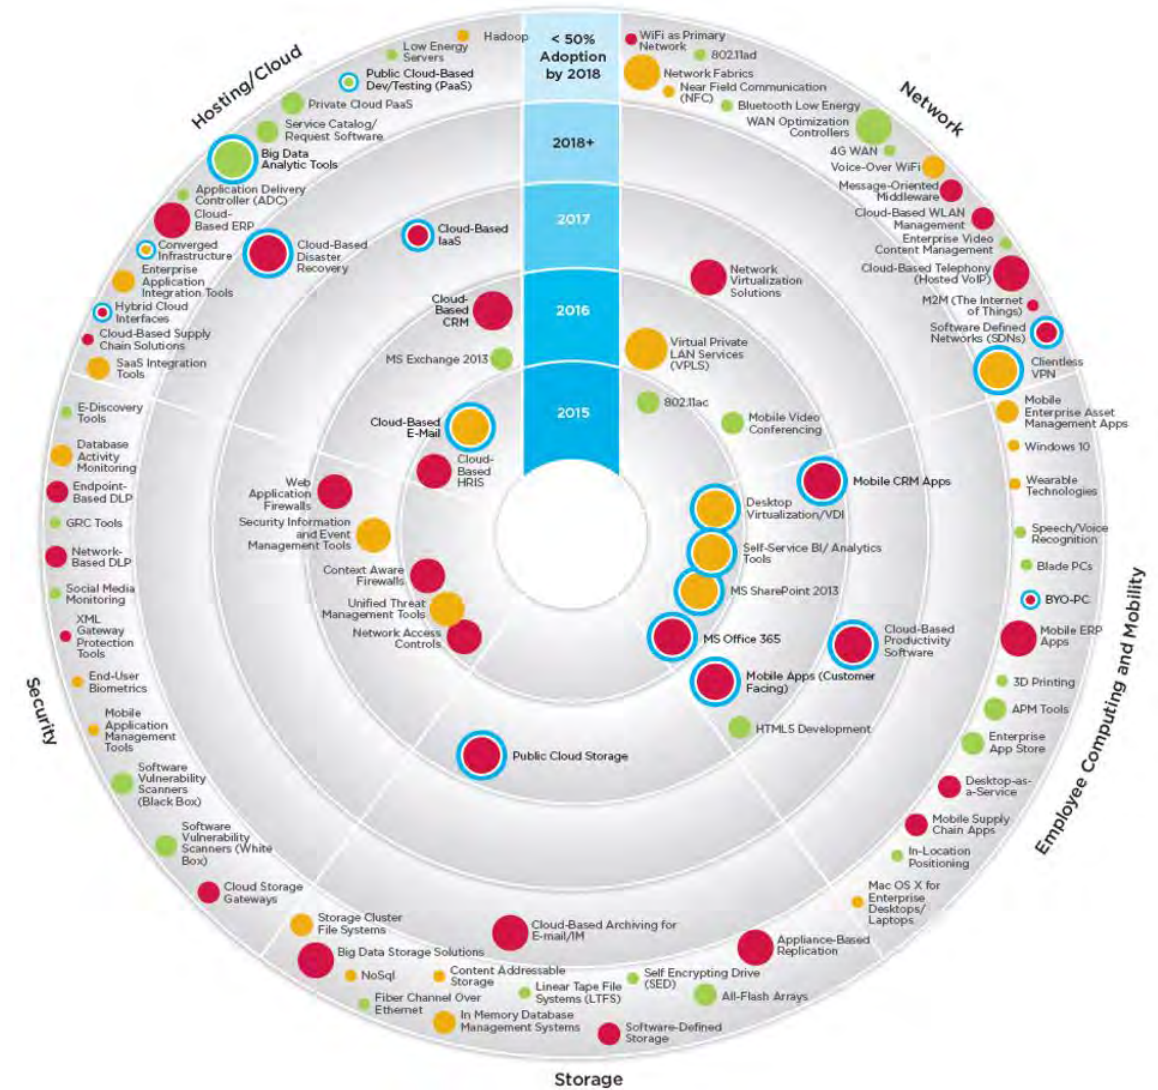 < 50%
Adoption
by 2018
2018+
2017
2016
2015
Hosting/Cloud
Hadoop
Low Energy
Servers
Public Cloud-Based
Dev/Testing (PaaS)
Private Cloud PaaS
Service Catalog/
Request Software
Big Data
Analytic Tools
Application Delivery
Controller (ADC)
Cloud-
Based ERP
Converged
Infrastructure
Enterprise
Application
Integration Tools
Hybrid Cloud
Interfaces
Cloud-Based Supply
Chain Solutions
SaaS Integration
Tools
Cloud-Based
Disaster
Recovery
Cloud-Based
IaaS
Cloud-
Based
CRM
MS Exchange 2013
Cloud-Based
E-Mail
Cloud-
Based
HRIS
Network
WiFi as Primary
Network
802.11ad
Network Fabrics
Near Field Communication
(NFC)
Bluetooth Low Energy
WAN Optimization
Controllers
4G WAN
Voice-Over WiFi
Message-Oriented
Middleware
Cloud-Based WLAN
Management
Enterprise Video
Content Management
Cloud-Based Telephony
(Hosted VoIP)
M2M (The Internet
of Things)
Software Defined
Networks (SDNs)
Clientless
VPN
Network
Virtualization
Solutions
Virtual Private
LAN Services
(VPLS)
802.11ac
Mobile Video
Conferencing
Employee Computing and Mobility
Mobile
Enterprise Asset
Management Apps
Windows 10
Wearable
Technologies
Speech/Voice
Recognition
Blade PCs
BYO-PC
Mobile ERP
Apps
3D Printing
APM Tools
Enterprise
App Store
Desktop-as-
a-Service
Mobile Supply
Chain Apps
In-Location
Positioning
Mac OS X for
Enterprise
Desktops/
Laptops
Mobile CRM Apps
Desktop
Virtualization/VDI
Self-Service BI/ Analytics
Tools
MS SharePoint 2013
MS Office 365
Cloud-Based
Productivity
Software
Mobile Apps (Customer
Facing)
HTML5 Development
Security
E-Discovery
Tools
Database
Activity
Monitoring
Endpoint-
Based DLP
GRC Tools
Network-
Based DLP
Social Media
Monitoring
XML
Gateway
Protection
Tools
End-User
Biometrics
Mobile
Application
Management
Tools
Software
Vulnerability
Scanners
(Black Box)
Software
Vulnerability
Scanners (White
Box)
Web
Application
Firewalls
Security Information
and Event
Management Tools
Context Aware
Firewalls
Unified Threat
Management Tools
Network Access
Controls
Cloud Storage
Gateways
Public Cloud Storage
Storage Cluster
File Systems
Big Data Storage Solutions
Cloud-Based Archiving for
E-mail/IM
Appliance-Based
Replication
NoSql
Content Addressable
Storage
Self Encrypting Drive
(SED)
Linear Tape File
Systems (LTFS)
All-Flash Arrays
Fiber Channel Over
Ethernet
In Memory Database
Management Systems
Software-Defined
Storage
Storage